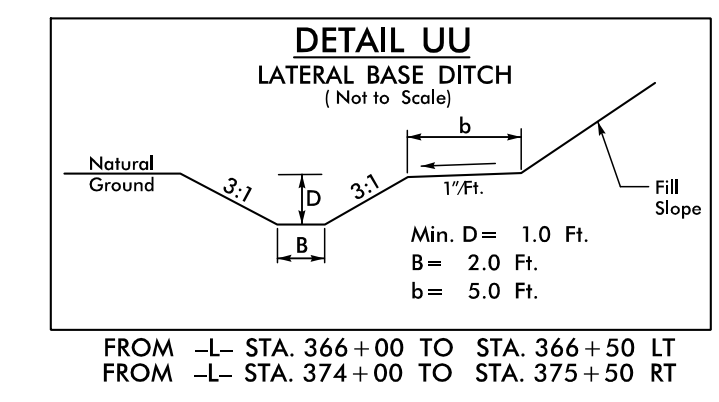 DETAIL UU
LATERAL BASE DITCH
( Not to Scale)
b
Natural
Ground
3:1
D
3:1
1"/Ft.
Fill
Slope
B
Min. D = 1.0 Ft.
B = 2.0 Ft.
b = 5.0 Ft.
FROM -L- STA. 366+00 TO STA. 366+50 LT
FROM -L- STA. 374+00 TO STA. 375+50 RT